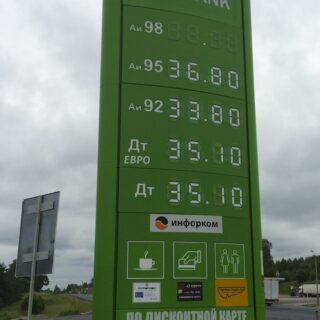 Аи 98
Аи 95 36.80
Аи 92 33.80
Дт ЕВРО 35.10
Дт 35.10
ИНФОРКОМ
ПО ДИСКОНТНОЙ КАРТЕ